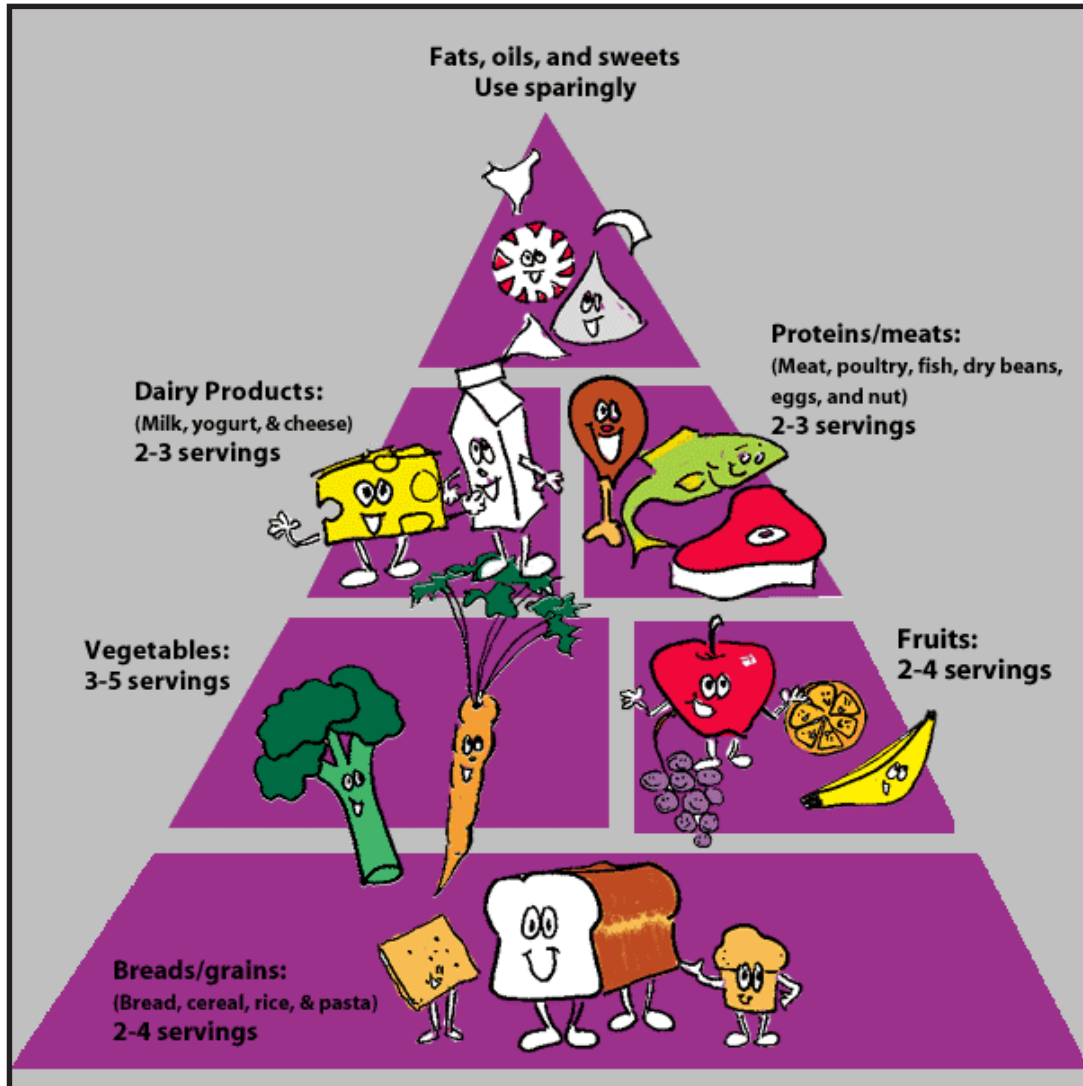 Fats, oils, and sweets
Use sparingly
Proteins/meats:
(Meat, poultry, fish, dry beans,
eggs, and nut)
2-3 servings
Dairy Products:
(Milk, yogurt, & cheese)
2-3 servings
Vegetables:
3-5 servings
Fruits:
2-4 servings
Breads/grains:
(Bread, cereal, rice, & pasta)
2-4 servings